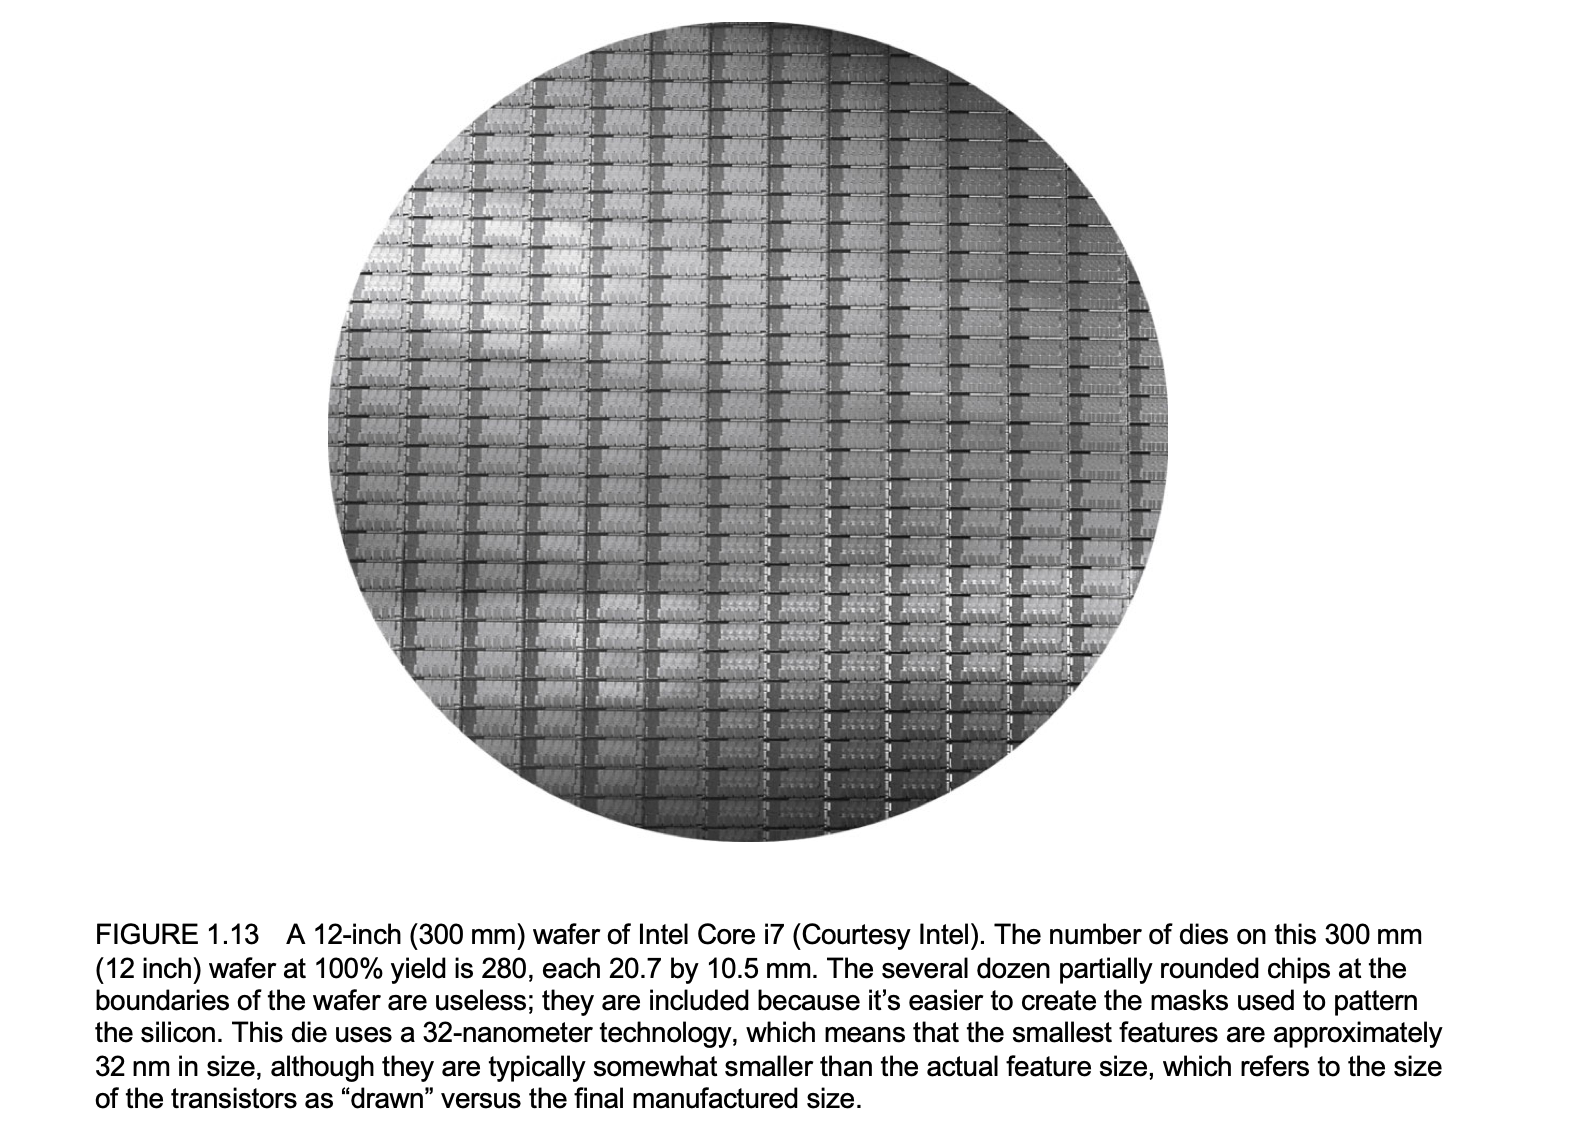 FIGURE 1.13 A 12-inch (300 mm) wafer of Intel Core i7 (Courtesy Intel). The number of dies on this 300 mm
(12 inch) wafer at 100% yield is 280, each 20.7 by 10.5 mm. The several dozen partially rounded chips at the
boundaries of the wafer are useless; they are included because it’s easier to create the masks used to pattern
the silicon. This die uses a 32-nanometer technology, which means that the smallest features are approximately
32 nm in size, although they are typically somewhat smaller than the actual feature size, which refers to the size
of the transistors as “drawn” versus the final manufactured size.